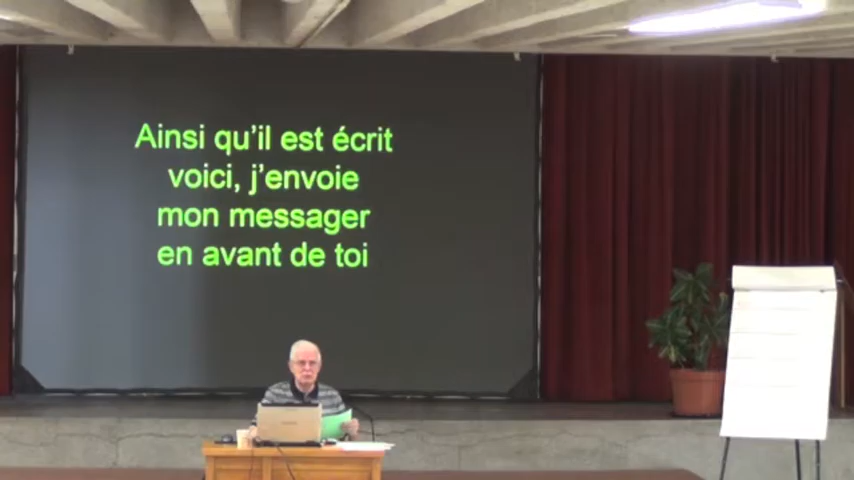 Ainsi qu'il est écrit
voici, j'envoie
mon messager
en avant de toi